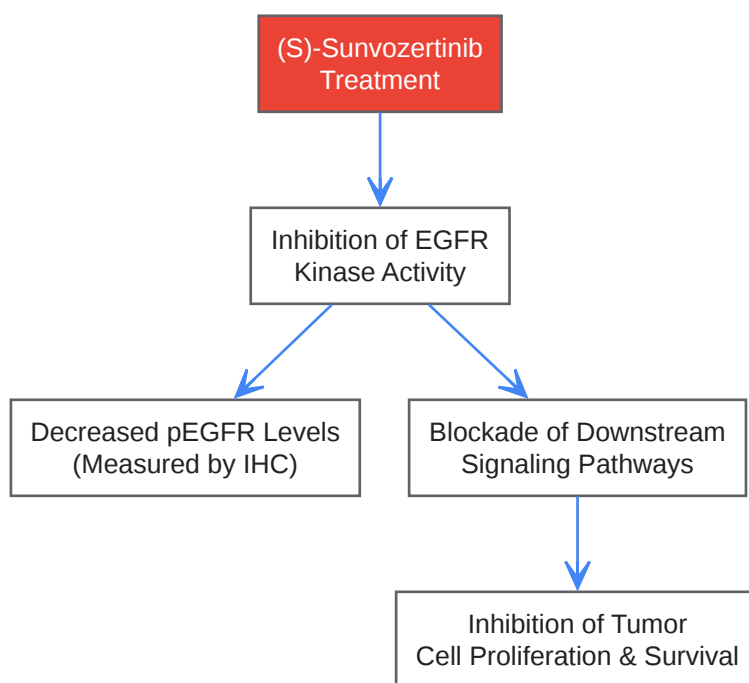 (S)-Sunvozertinib
Treatment
Inhibition of EGFR
Kinase Activity
Decreased pEGFR Levels
(Measured by IHC)
Blockade of Downstream
Signaling Pathways
Inhibition of Tumor
Cell Proliferation & Survival